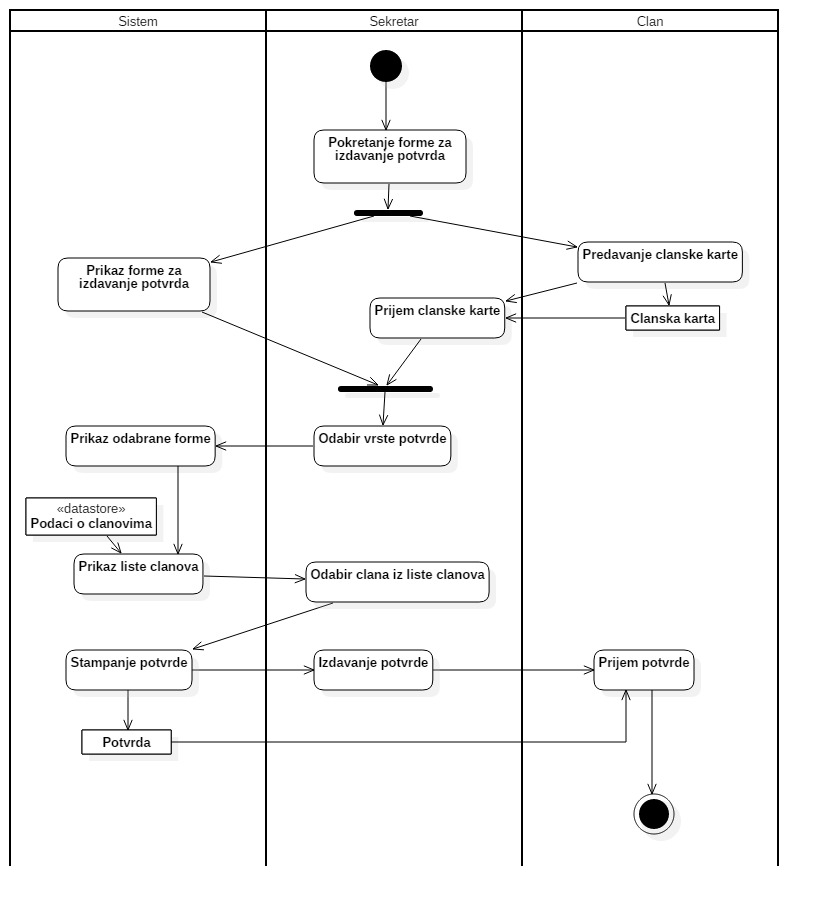 Sistem
Sekretar
Clan
Pokretanje forme za
izdavanje potvrda
Predavanje clanske karte
Prikaz forme za
izdavanje potvrda
Prijem clanske karte
Clanska karta
Prikaz odabrane forme
Odabir vrste potvrde
«datastore»
Podaci o clanovima
Prikaz liste clanova
Odabir clana iz liste clanova
Stampanje potvrde
Izdavanje potvrde
Prijem potvrde
Potvrda